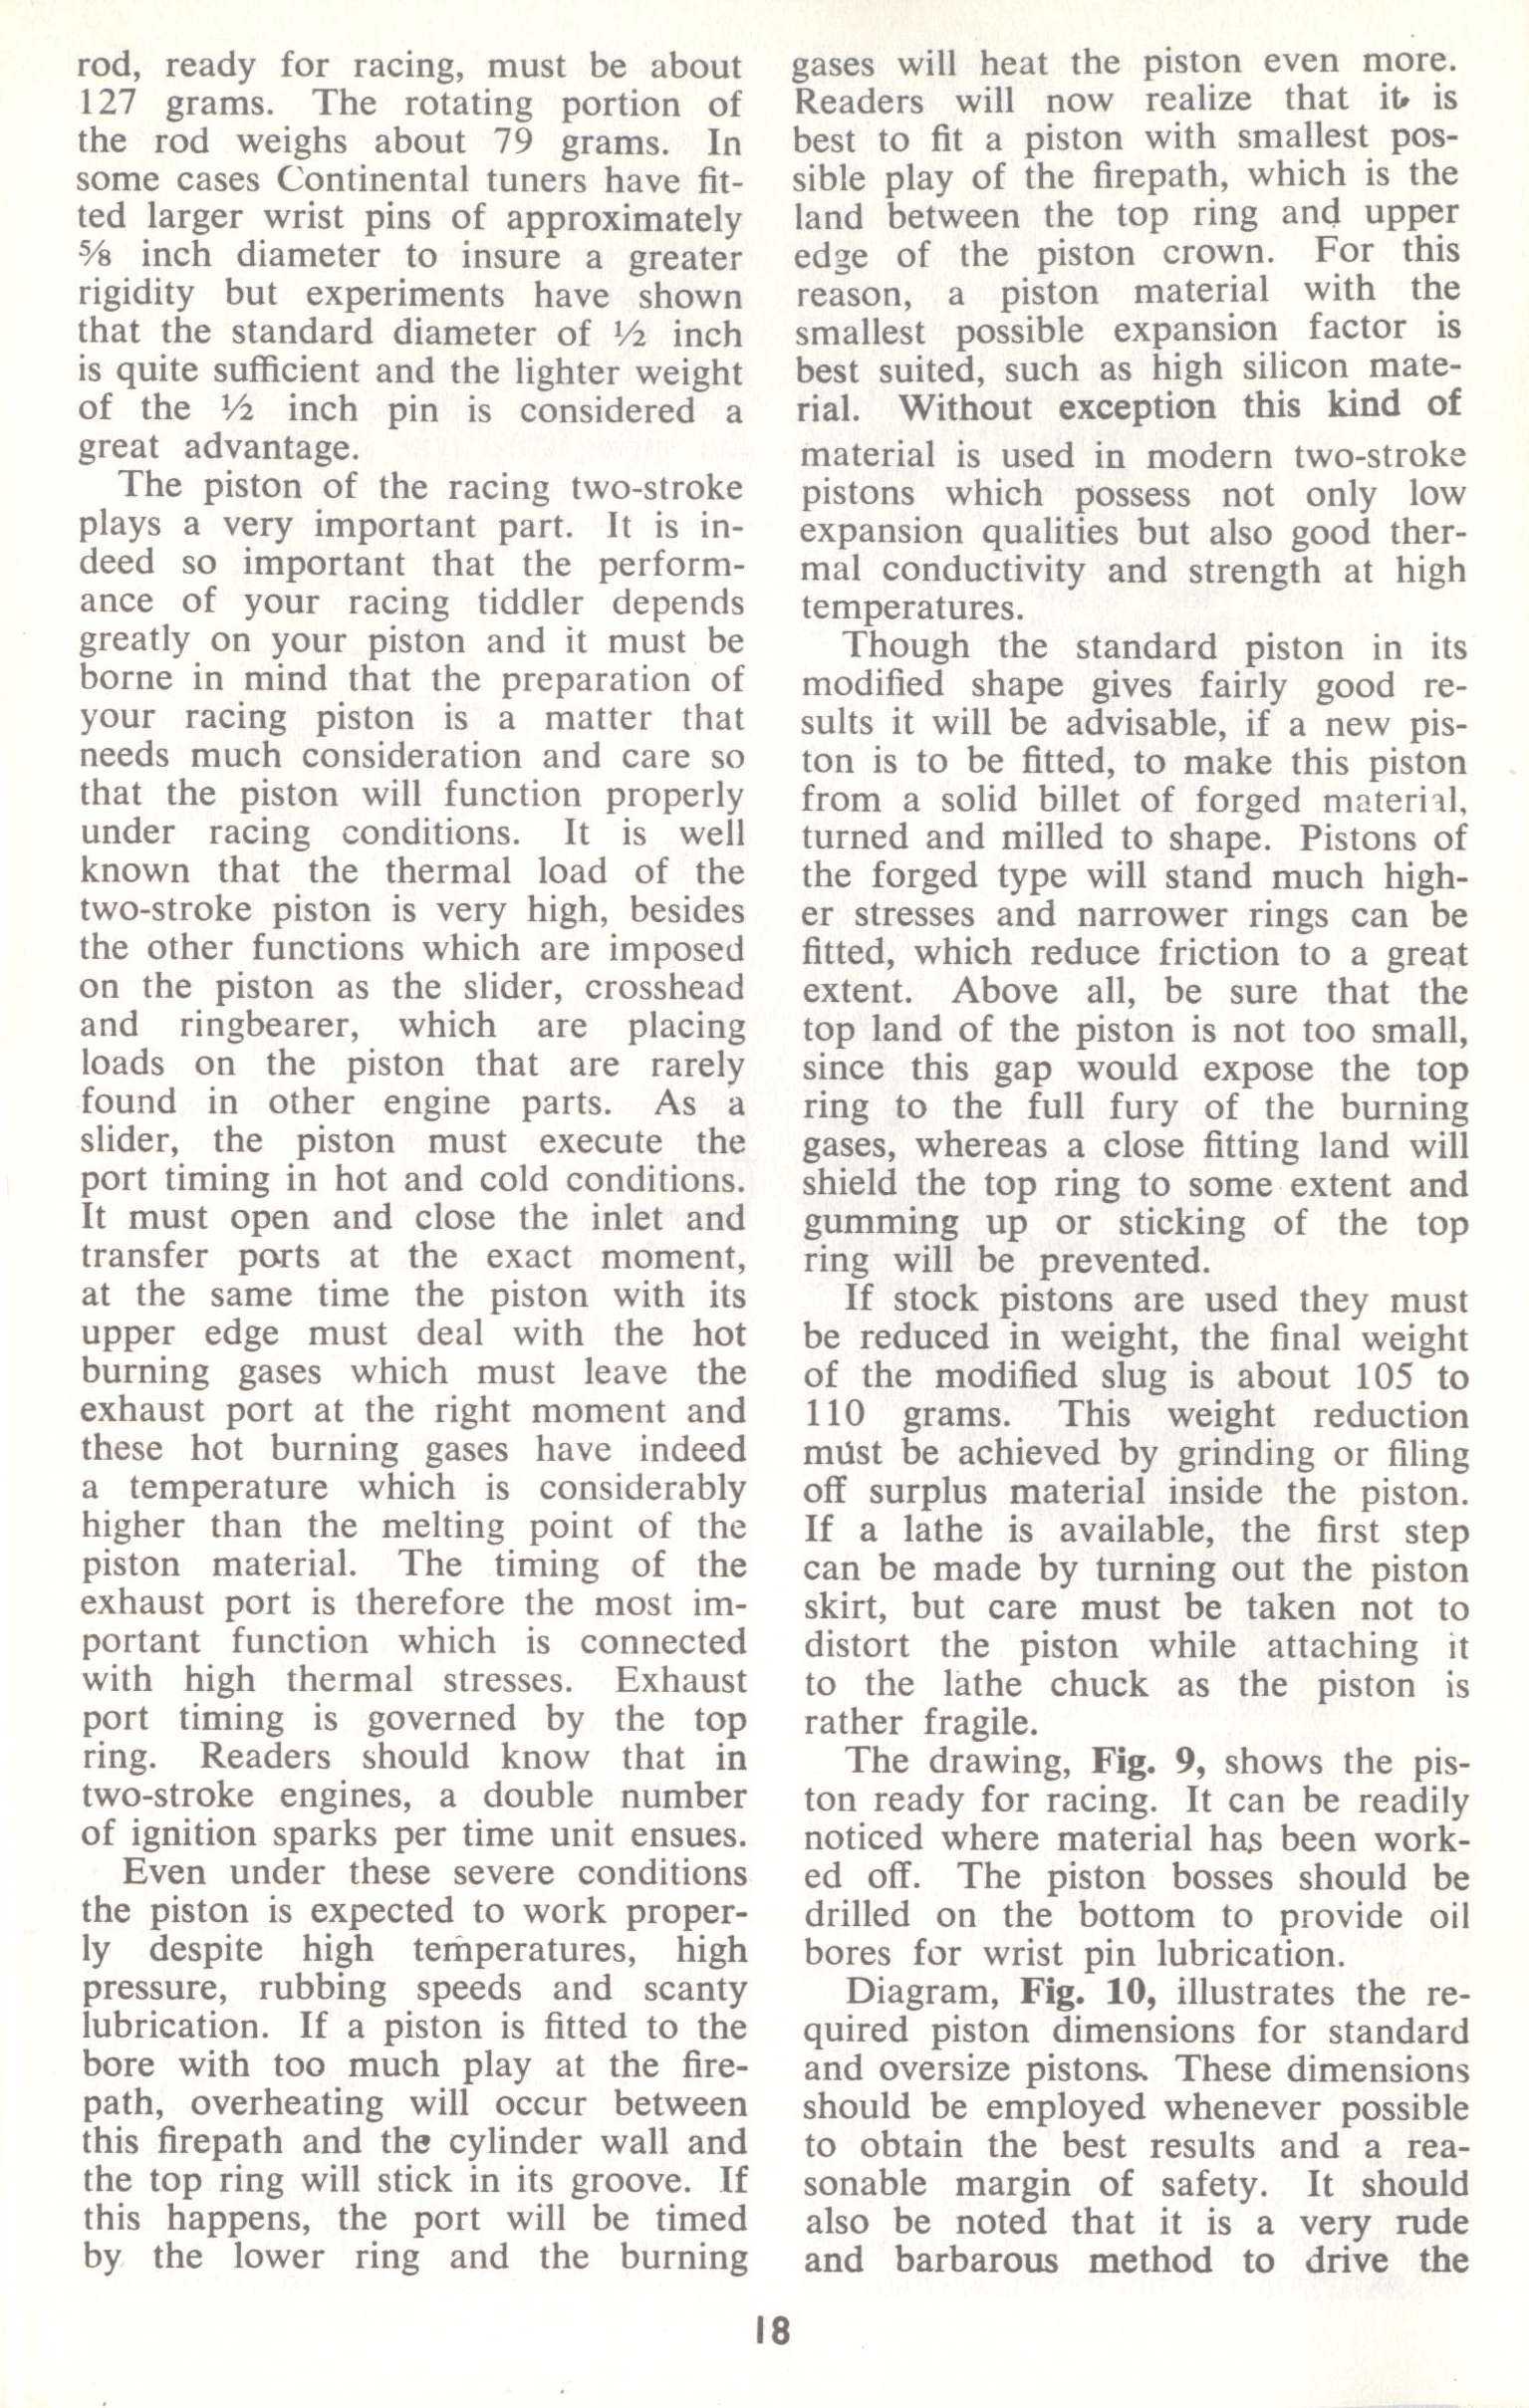 rod, ready for racing, must be about
127 grams. The rotating portion of
the rod weighs about 79 grams. In
some cases Continental tuners have fit-
ted larger wrist pins of approximately
⅝ inch diameter to insure a greater
rigidity but experiments have shown
that the standard diameter of ½ inch
is quite sufficient and the lighter weight
of the ½ inch pin is considered a
great advantage.
The piston of the racing two-stroke
plays a very important part. It is in-
deed so important that the perform-
ance of your racing tiddler depends
greatly on your piston and it must be
borne in mind that the preparation of
your racing piston is a matter that
needs much consideration and care so
that the piston will function properly
under racing conditions. It is well
known that the thermal load of the
two-stroke piston is very high, besides
the other functions which are imposed
on the piston as the slider, crosshead
and ringbearer, which are placing
loads on the piston that are rarely
found in other engine parts. As a
slider, the piston must execute the
port timing in hot and cold conditions.
It must open and close the inlet and
transfer ports at the exact moment,
at the same time the piston with its
upper edge must deal with the hot
burning gases which must leave the
exhaust port at the right moment and
these hot burning gases have indeed
a temperature which is considerably
higher than the melting point of the
piston material. The timing of the
exhaust port is therefore the most im-
portant function which is connected
with high thermal stresses. Exhaust
port timing is governed by the top
ring. Readers should know that in
two-stroke engines, a double number
of ignition sparks per time unit ensues.
Even under these severe conditions
the piston is expected to work proper-
ly despite high temperatures, high
pressure, rubbing speeds and scanty
lubrication. If a piston is fitted to the
bore with too much play at the fire-
path, overheating will occur between
this firepath and the cylinder wall and
the top ring will stick in its groove. If
this happens, the port will be timed
by the lower ring and the burning
gases will heat the piston even more.
Readers will now realize that it is
best to fit a piston with smallest pos-
sible play of the firepath, which is the
land between the top ring and upper
edge of the piston crown. For this
reason, a piston material with the
smallest possible expansion factor is
best suited, such as high silicon mate-
rial. Without exception this kind of
material is used in modern two-stroke
pistons which possess not only low
expansion qualities but also good ther-
mal conductivity and strength at high
temperatures.
Though the standard piston in its
modified shape gives fairly good re-
sults it will be advisable, if a new pis-
ton is to be fitted, to make this piston
from a solid billet of forged material,
turned and milled to shape. Pistons of
the forged type will stand much high-
er stresses and narrower rings can be
fitted, which reduce friction to a great
extent. Above all, be sure that the
top land of the piston is not too small,
since this gap would expose the top
ring to the full fury of the burning
gases, whereas a close fitting land will
shield the top ring to some extent and
gumming up or sticking of the top
ring will be prevented.
If stock pistons are used they must
be reduced in weight, the final weight
of the modified slug is about 105 to
110 grams. This weight reduction
must be achieved by grinding or filing
off surplus material inside the piston.
If a lathe is available, the first step
can be made by turning out the piston
skirt, but care must be taken not to
distort the piston while attaching it
to the lathe chuck as the piston is
rather fragile.
The drawing, Fig. 9, shows the pis-
ton ready for racing. It can be readily
noticed where material has been work-
ed off. The piston bosses should be
drilled on the bottom to provide oil
bores for wrist pin lubrication.
Diagram, Fig. 10, illustrates the re-
quired piston dimensions for standard
and oversize pistons. These dimensions
should be employed whenever possible
to obtain the best results and a rea-
sonable margin of safety. It should
also be noted that it is a very rude
and barbarous method to drive the
18